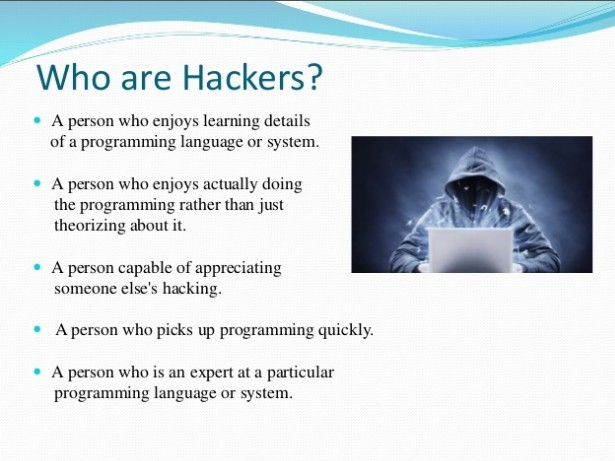 Who are Hackers?
A person who enjoys learning details
of a programming language or system.
A person who enjoys actually doing
the programming rather than just
theorizing about it.
A person capable of appreciating
someone else's hacking.
A person who picks up programming quickly.
A person who is an expert at a particular
programming language or system.